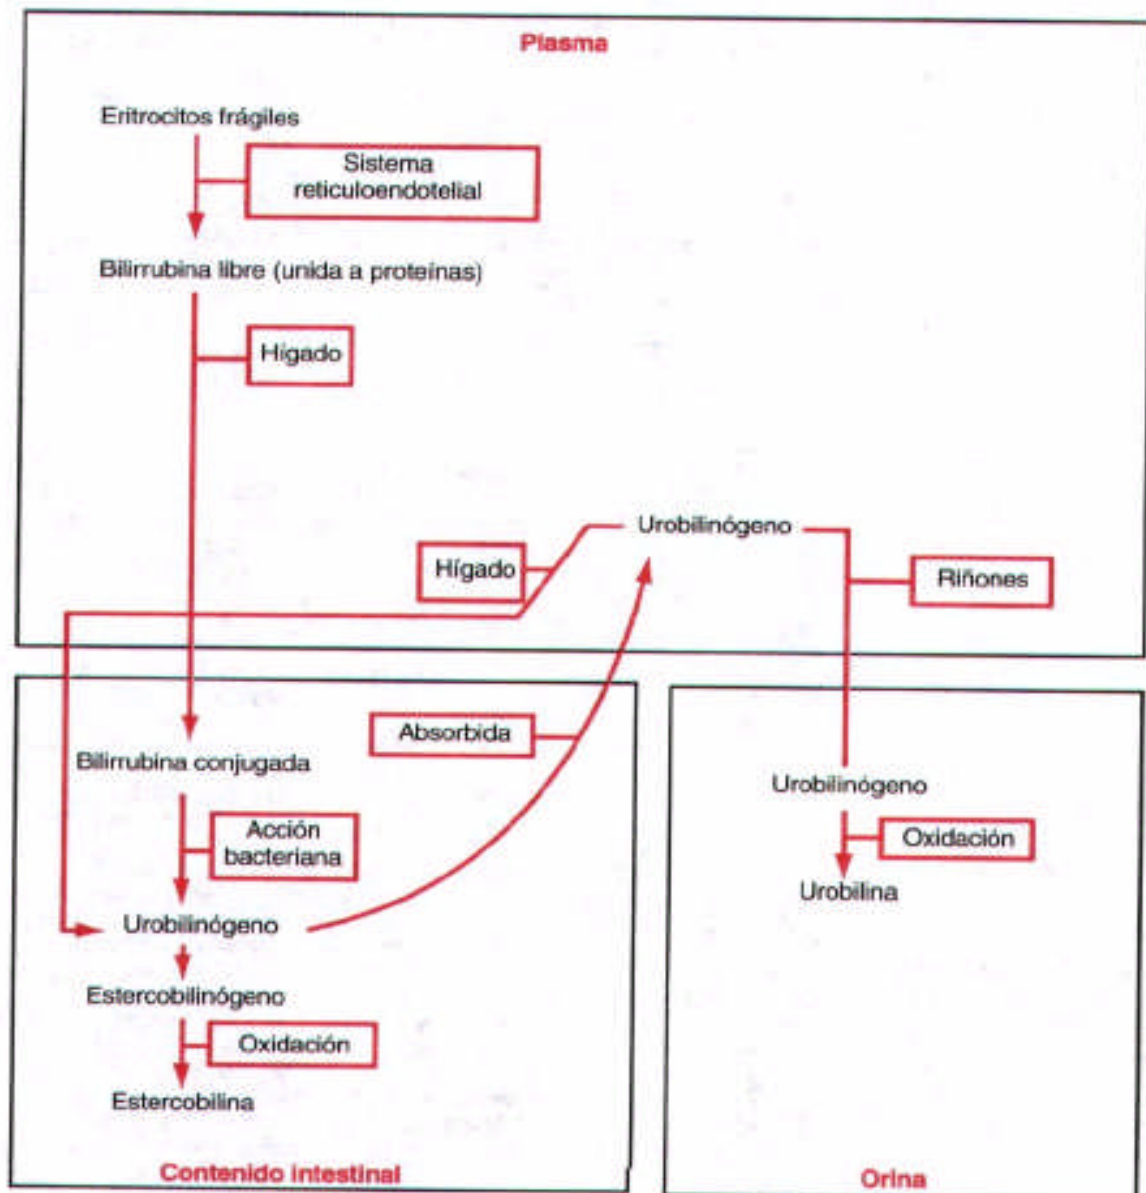 Plasma
Eritrocitos frágiles
Sistema
reticuloendotelial
Bilirrubina libre (unida a proteínas)
Hígado
Urobilinógeno
Hígado
Riñones
Absorbida
Bilirrubina conjugada
Acción
bacteriana
Urobilinógeno
Estercobilinógeno
Oxidación
Estercobilina
Contenido intestinal
Urobilinógeno
Oxidación
Urobilina
Orina